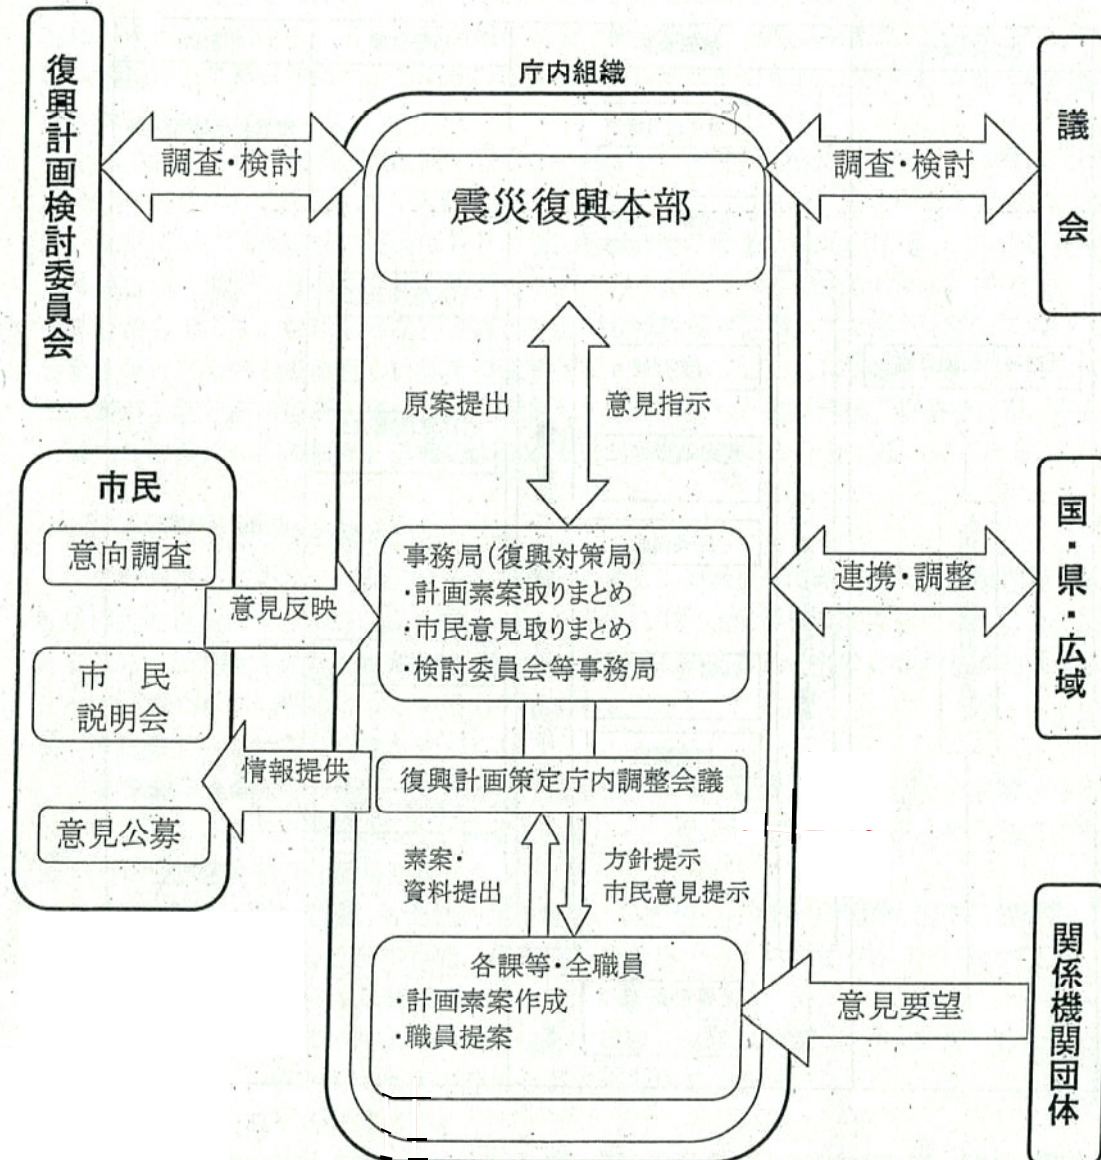 庁内組織
復興計画検討委員会
調査・検討
震災復興本部
調査・検討
議会
原案提出
意見指示
市民
意向調査
市民
説明会
意見公募
意見反映
情報提供
事務局(復興対策局)
・計画素案取りまとめ
・市民意見取りまとめ
・検討委員会等事務局
連携・調整
国・県・広域
復興計画策定庁内調整会議
素案・
資料提出
方針提示
市民意見提示
各課等・全職員
・計画素案作成
・職員提案
意見要望
関係機関団体